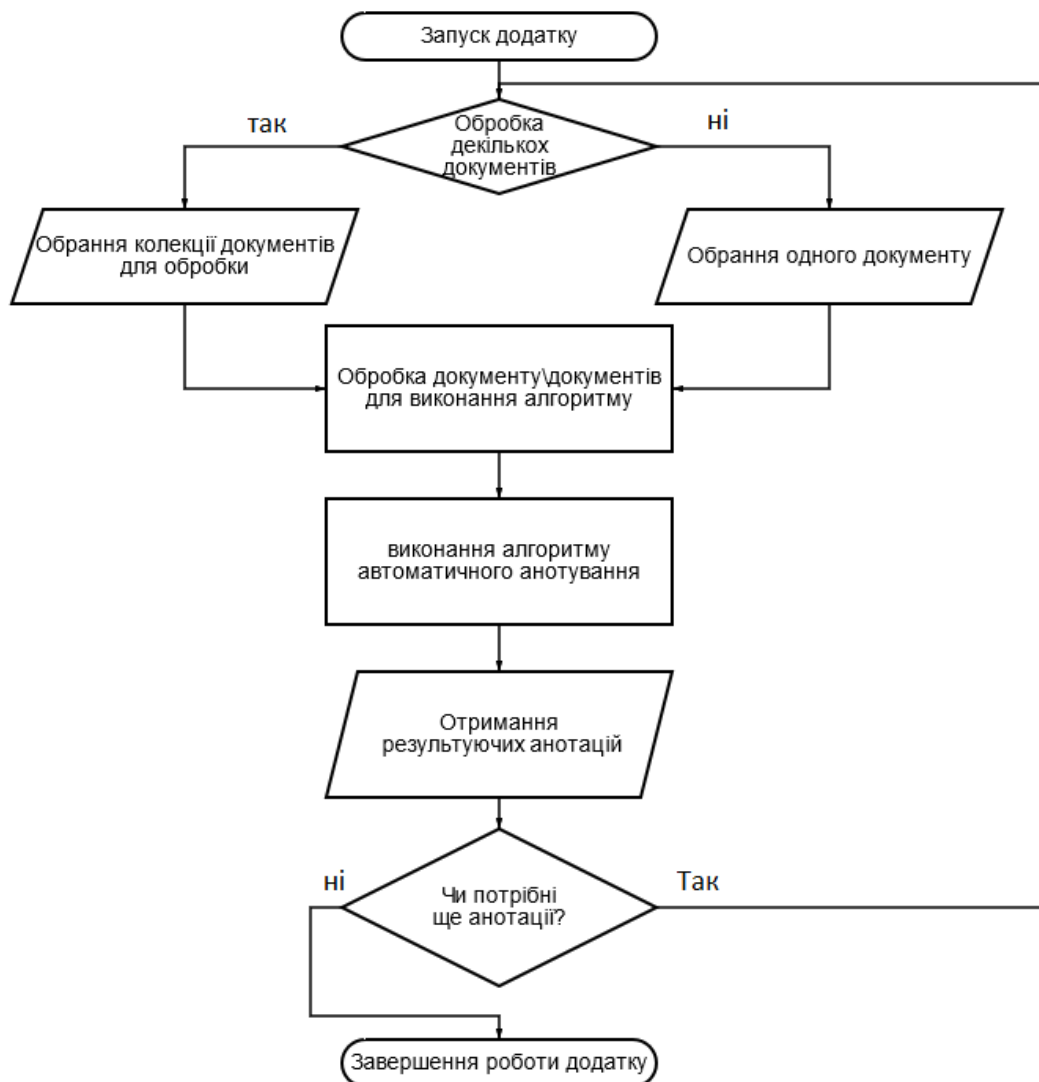 Запуск додатку
так
ні
Обробка
декількох
документів
Обрання колекції документів
для обробки
Обрання одного документу
Обробка документу\документів
для виконання алгоритму
виконання алгоритму
автоматичного анотування
Отримання
результуючих анотацій
ні
Так
Чи потрібні
ще анотації?
Завершення роботи додатку